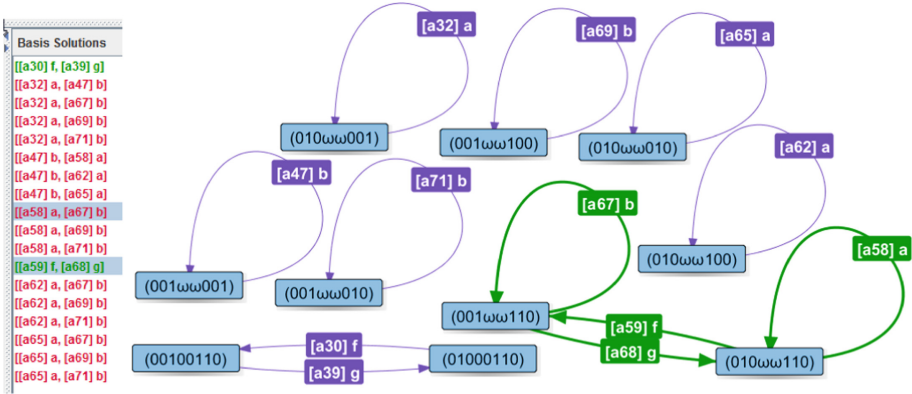 Basis Solutions
[[a30] f, [a39] g]
[[a32] a, [a47] b]
[[a32] a, [a67] b]
[[a32] a, [a69] b]
[[a32] a, [a71] b]
[[a47] b, [a58] a]
[[a47] b, [a62] a]
[[a47] b, [a65] a]
[[a58] a, [a67] b]
[[a58] a, [a69] b]
[[a58] a, [a71] b]
[[a59] f, [a68] g]
[[a62] a, [a67] b]
[[a62] a, [a69] b]
[[a62] a, [a71] b]
[[a65] a, [a67] b]
[[a65] a, [a69] b]
[[a65] a, [a71] b]
[a32] a
[a69] b
[a65] a
(010ωω001)
(001ωω100)
(010ωω010)
[a62] a
[a47] b
[a71] b
[a67] b
[a58] a
(010ωω100)
(001ωω001)
(001ωω010)
(001ωω110)
[a59] f
[a30] f
[a68] g
(00100110)
(01000110)
(010ωω110)
[a39] g